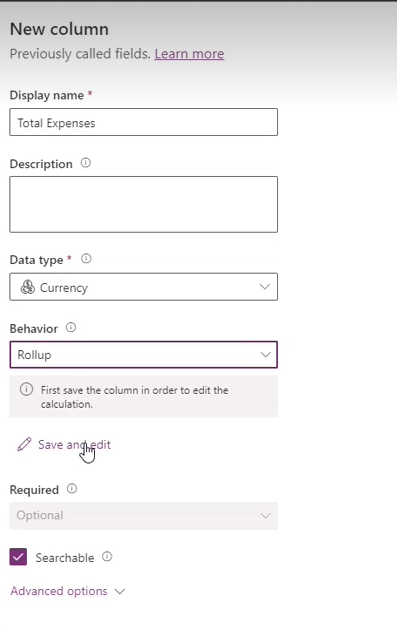 New column
Previously called fields. Learn more
Display name *
Total Expenses
Description
Data type *
Currency
Behavior
Rollup
First save the column in order to edit the
calculation.
Save and edit
Required
Optional
Searchable
Advanced options